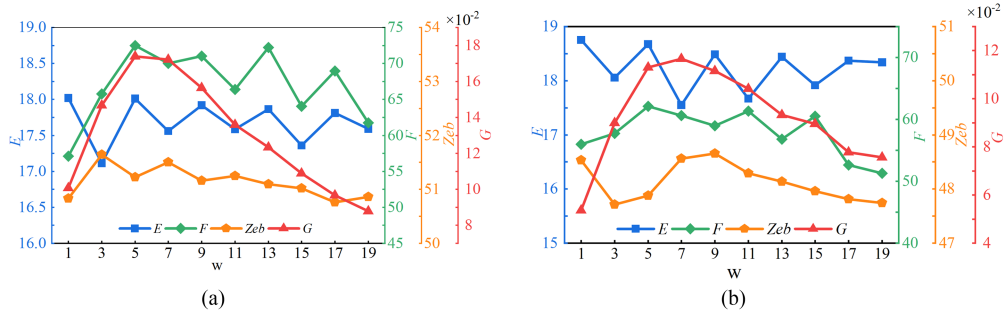 ×10⁻²
19.0 75 54 18
18.5 70 53 16
18.0 65 14
17.5 60 52 12
17.0 55 10
16.5 50 51 8
16.0 45 50
E F Zeb G
E F Zeb G
1 3 5 7 9 11 13 15 17 19
w
(a)
×10⁻²
19 70 51 12
18 60 50 10
17 49 8
16 50 48 6
15 40 47 4
E F Zeb G
E F Zeb G
1 3 5 7 9 11 13 15 17 19
w
(b)